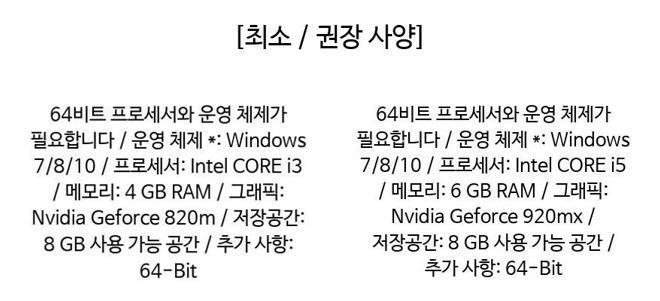 [최소 / 권장 사양]
64비트 프로세서와 운영 체제가
필요합니다 / 운영 체제 *: Windows
7/8/10 / 프로세서: Intel CORE i3
/ 메모리: 4 GB RAM / 그래픽:
Nvidia Geforce 820m / 저장공간:
8 GB 사용 가능 공간 / 추가 사항:
64-Bit
64비트 프로세서와 운영 체제가
필요합니다 / 운영 체제 *: Windows
7/8/10 / 프로세서: Intel CORE i5
/ 메모리: 6 GB RAM / 그래픽:
Nvidia Geforce 920mx /
저장공간: 8 GB 사용 가능 공간 /
추가 사항: 64-Bit